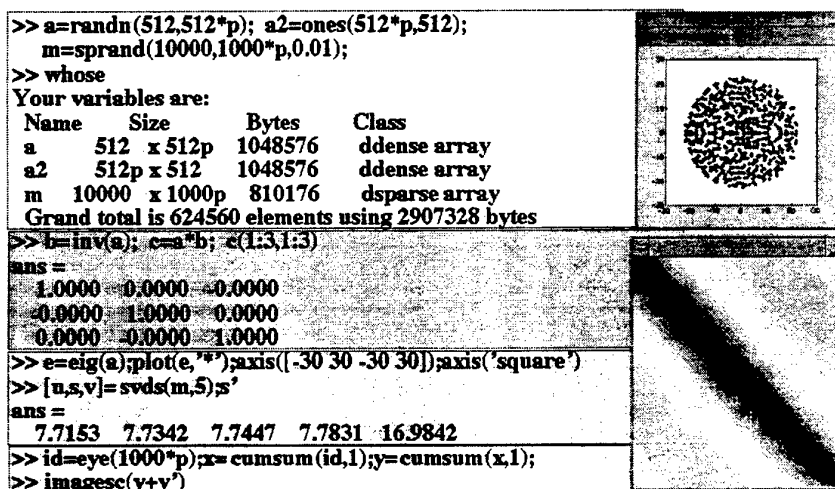 >> a=randn(512,512*p); a2=ones(512*p,512);
m=sprand(10000,1000*p,0.01);
>> whose
Your variables are:
Name Size Bytes Class
a 512 x 512p 1048576 ddense array
a2 512p x 512 1048576 ddense array
m 10000 x 1000p 810176 dsparse array
Grand total is 624560 elements using 2907328 bytes
>> b=inv(a); c=a*b; c(1:3,1:3)
ans =
1.0000 0.0000 -0.0000
-0.0000 1.0000 0.0000
0.0000 -0.0000 1.0000
>> e=eig(a);plot(e,'*');axis([-30 30 -30 30]);axis('square')
>> [u,s,v]=svds(m,5);s'
ans =
7.7153 7.7342 7.7447 7.7831 16.9842
>> id=eye(1000*p);x=cumsum(id,1);y=cumsum(x,1);
>> imagesc(y+y')